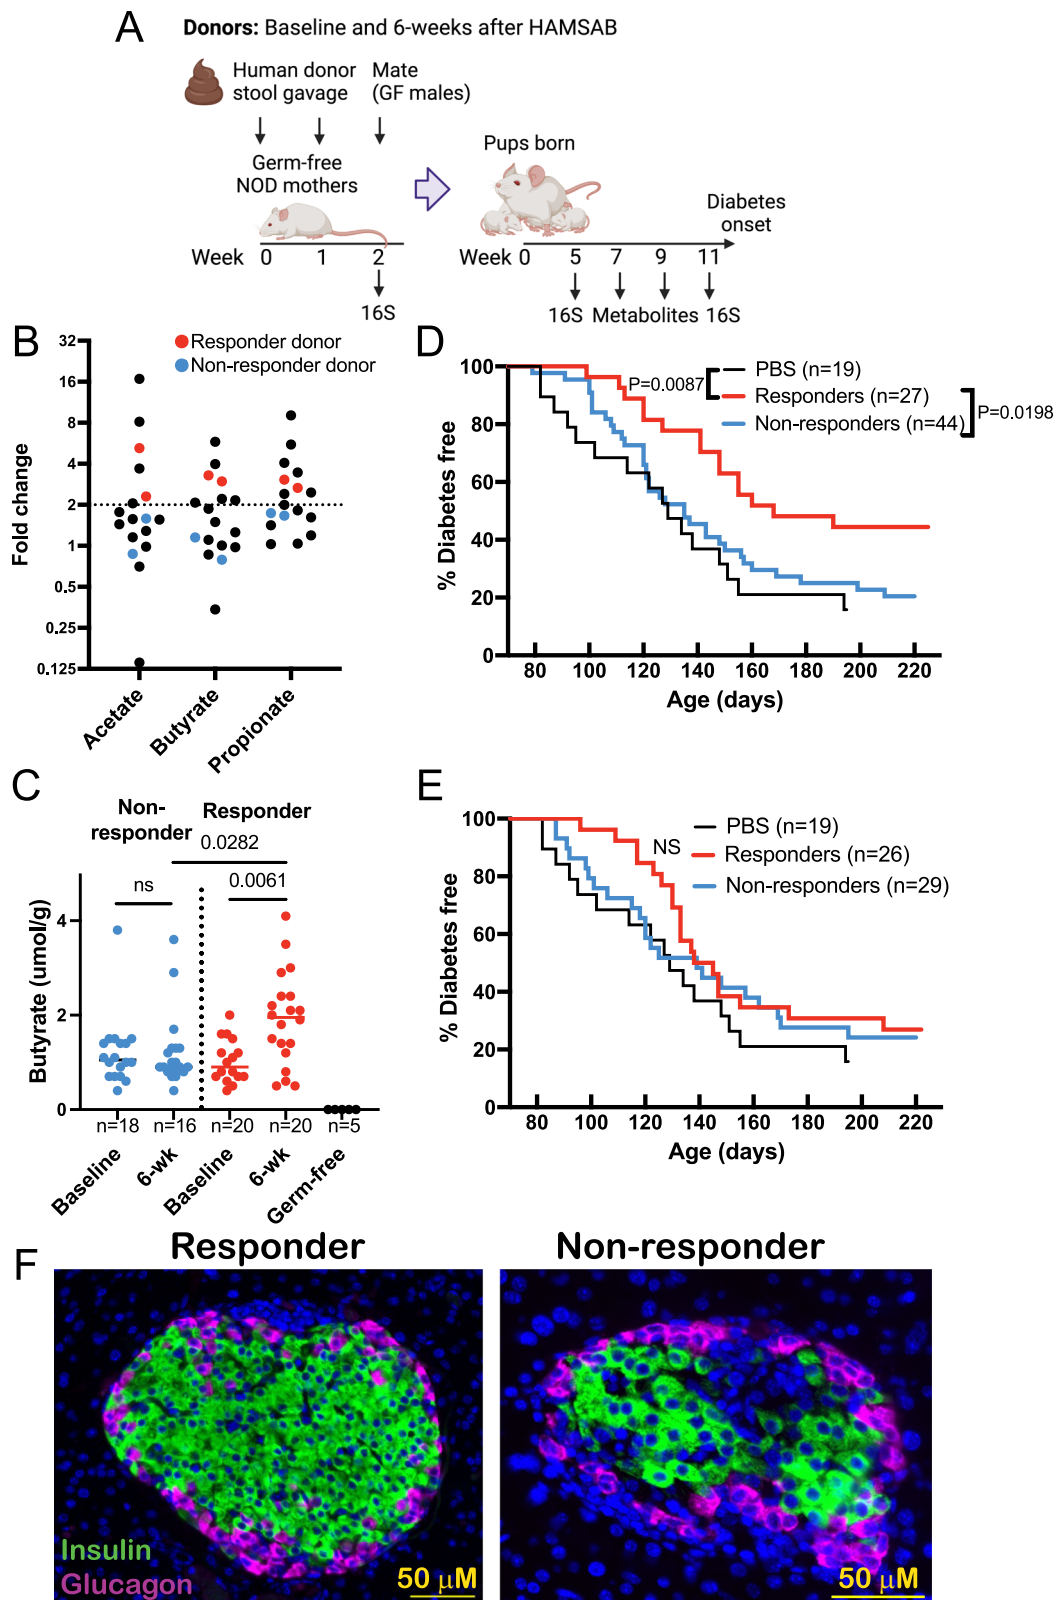 A
Donors: Baseline and 6-weeks after HAMSAB
Human donor
stool gavage
Mate
(GF males)
Germ-free
NOD mothers
Pups born
Diabetes
onset
Week 0 1 2
Week 0 5 7 9 11
16S
16S Metabolites 16S
B
Responder donor
Non-responder donor
Fold change
32
16
8
4
2
1
0.5
0.25
0.125
Acetate
Butyrate
Propionate
D
PBS (n=19)
Responders (n=27)
Non-responders (n=44)
P=0.0087
P=0.0198
% Diabetes free
100
80
60
40
20
0
80 100 120 140 160 180 200 220
Age (days)
C
Non-
responder
Responder
0.0282
ns
0.0061
Butyrate (umol/g)
4
2
0
n=18 n=16 n=20 n=20 n=5
Baseline
6-wk
Baseline
6-wk
Germ-free
E
PBS (n=19)
NS
Responders (n=26)
Non-responders (n=29)
% Diabetes free
100
80
60
40
20
0
80 100 120 140 160 180 200 220
Age (days)
F
Responder
Non-responder
Insulin
Glucagon
50 μM
50 μM